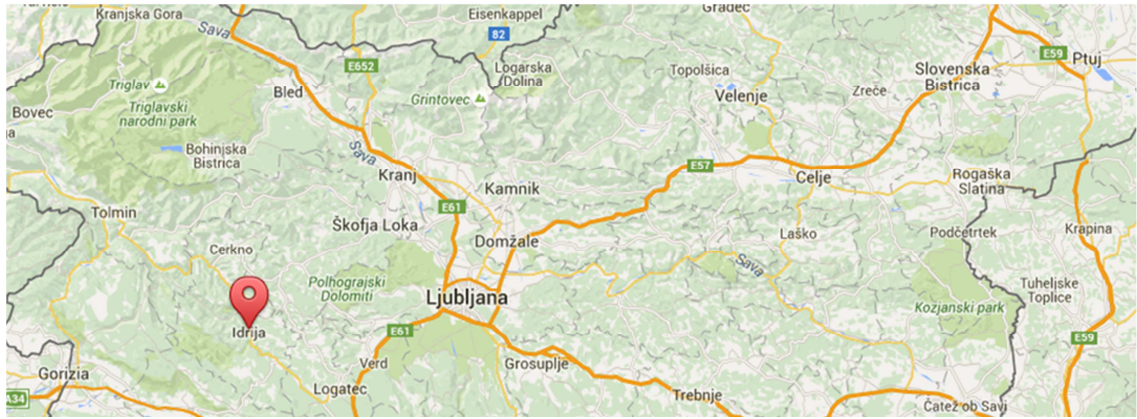 Kranjska Gora
Sava
Eisenkappel
82
Gradec
E59
Ptuj
E652
Logarska
Dolina
Topolšica
Slovenska
Bistrica
Triglav
Bled
Grintovec
Velenje
Zreče
Bovec
Triglavski
narodni park
Bohinjska
Bistrica
Sava
Kranj
E57
Celje
Rogaška
Slatina
Kamnik
E61
Tolmin
Škofja Loka
Domžale
Laško
Podčetrtek
Krapina
Cerkno
Sava
Polhograjski
Dolomiti
Ljubljana
Tuheljske
Toplice
Kozjanski park
Idrija
E61
E59
Verd
Grosuplje
Gorizia
Logatec
Trebnje
A34
Čatež ob Savi